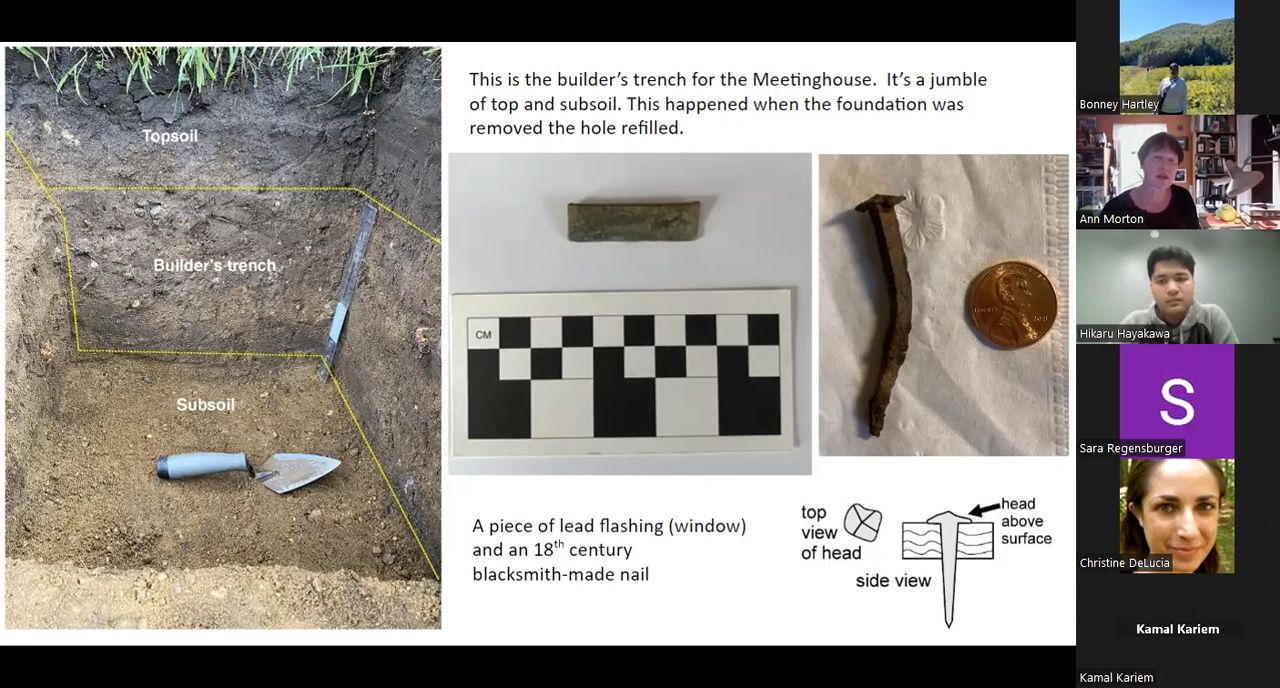 This is the builder’s trench for the Meetinghouse.  It’s a jumble
of top and subsoil. This happened when the foundation was
removed the hole refilled.
Topsoil
Builder’s trench
Subsoil
CM
A piece of lead flashing (window)
and an 18th century
blacksmith-made nail
top
view
of head
head
above
surface
side view
Bonney Hartley
Ann Morton
Hikaru Hayakawa
S
Sara Regensburger
Christine DeLucia
Kamal Kariem
Kamal Kariem